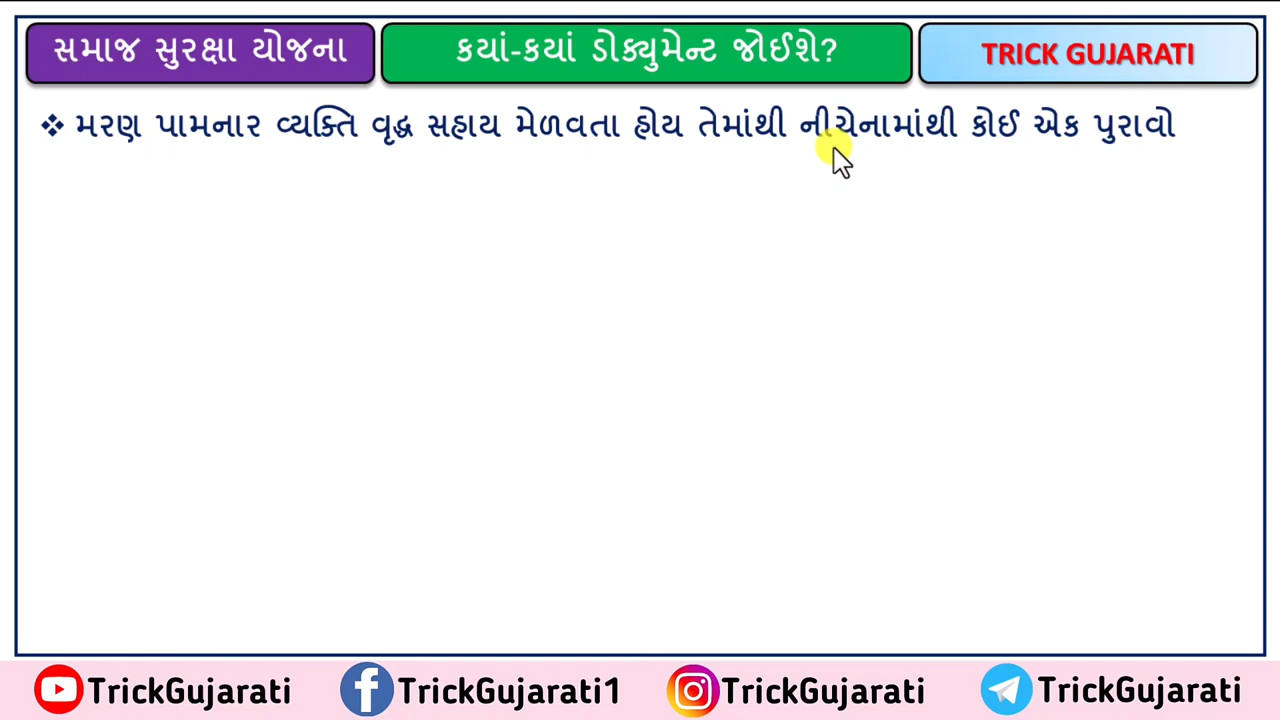 સમાજ સુરક્ષા યોજના
કયાં-કયાં ડોક્યુમેન્ટ જોઈશે?
TRICK GUJARATI
❖ મરણ પામનાર વ્યક્તિ વૃદ્ધ સહાય મેળવતા હોય તેમાંથી નીચેનામાંથી કોઈ એક પુરાવો
TrickGujarati
TrickGujarati1
TrickGujarati
TrickGujarati